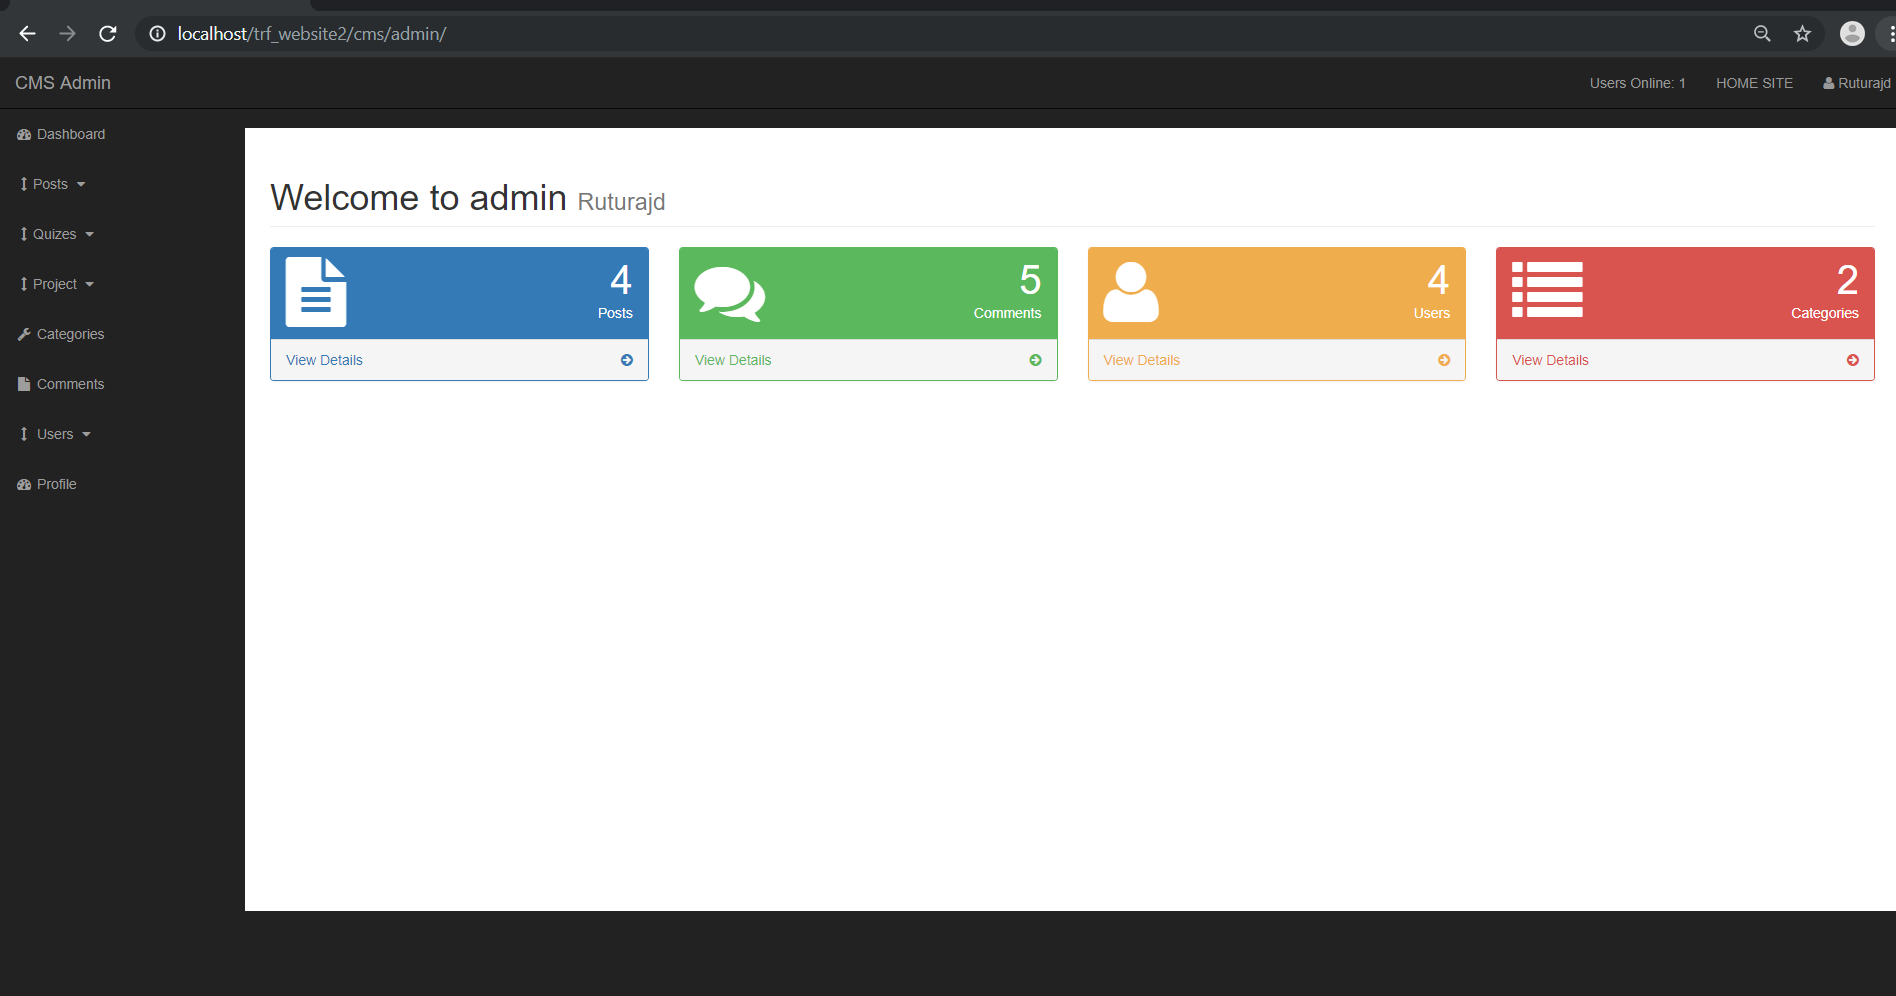 localhost/trf_website2/cms/admin/
CMS Admin
Users Online: 1 HOME SITE Ruturajd
Dashboard
Posts
Quizes
Project
Categories
Comments
Users
Profile
Welcome to admin Ruturajd
4
Posts
View Details
5
Comments
View Details
4
Users
View Details
2
Categories
View Details